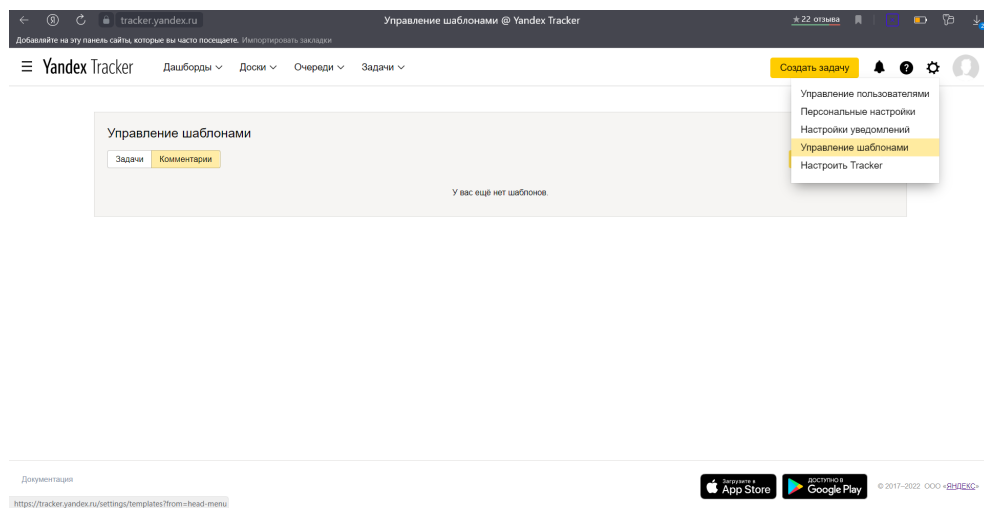 tracker.yandex.ru
Управление шаблонами @ Yandex Tracker
★ 22 отзыва
Добавляйте на эту панель сайты, которые вы часто посещаете. Импортировать закладки
Yandex Tracker
Дашборды
Доски
Очереди
Задачи
Создать задачу
Управление пользователями
Персональные настройки
Настройки уведомлений
Управление шаблонами
Настроить Tracker
Управление шаблонами
Задачи
Комментарии
У вас ещё нет шаблонов.
Документация
Загрузите в
App Store
ДОСТУПНО В
Google Play
© 2017–2022 ООО «ЯНДЕКС»
https://tracker.yandex.ru/settings/templates?from=head-menu